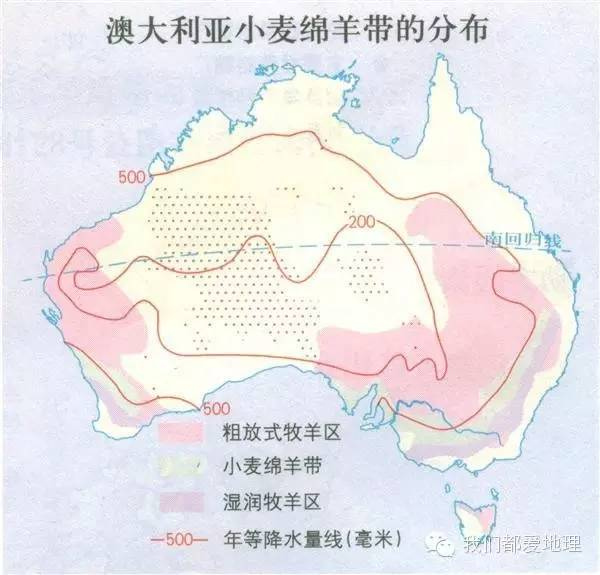 澳大利亚小麦绵羊带的分布
500
200
南回归线
500
粗放式牧羊区
小麦绵羊带
湿润牧羊区
—500— 年等降水量线(毫米)
我们都爱地理